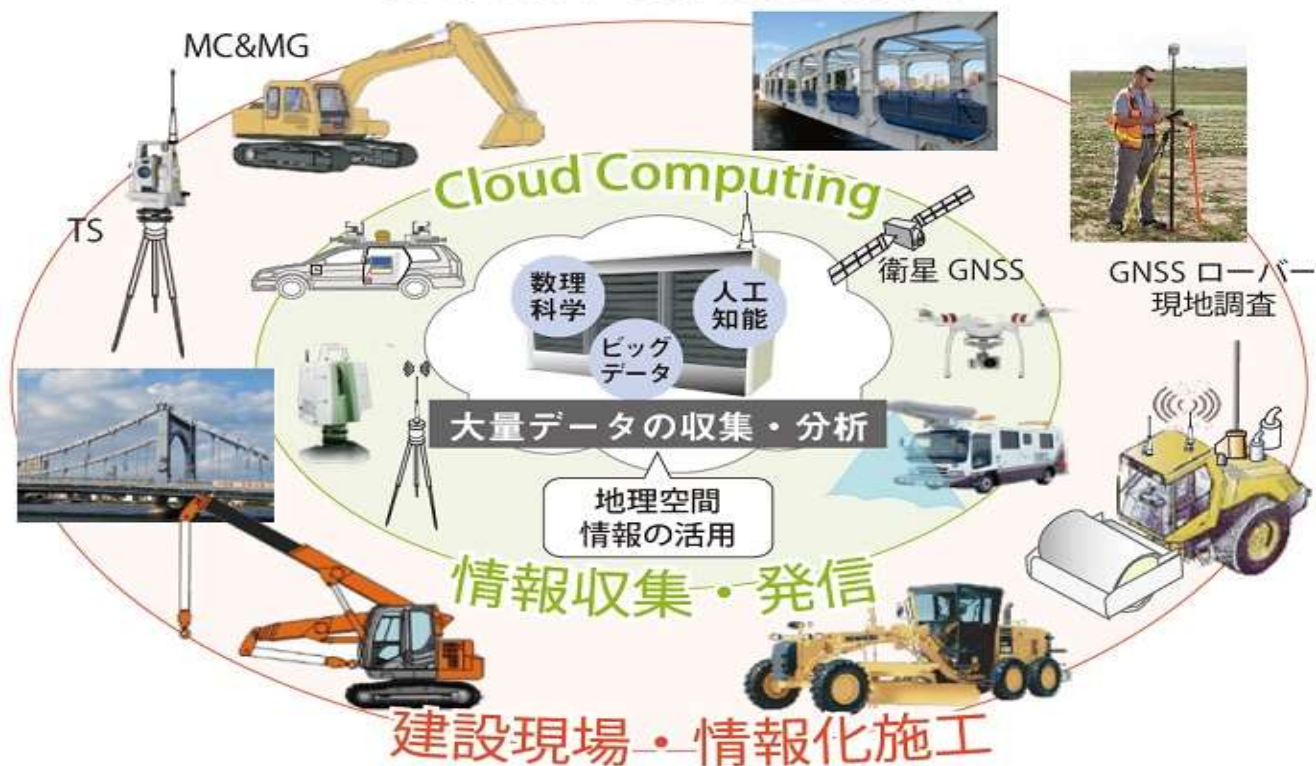 MC&MG
TS
Cloud Computing
数理
科学
人工
知能
ビッグ
データ
衛星 GNSS
GNSS ローバー
現地調査
大量データの収集・分析
地理空間
情報の活用
情報収集・発信
建設現場・情報化施工